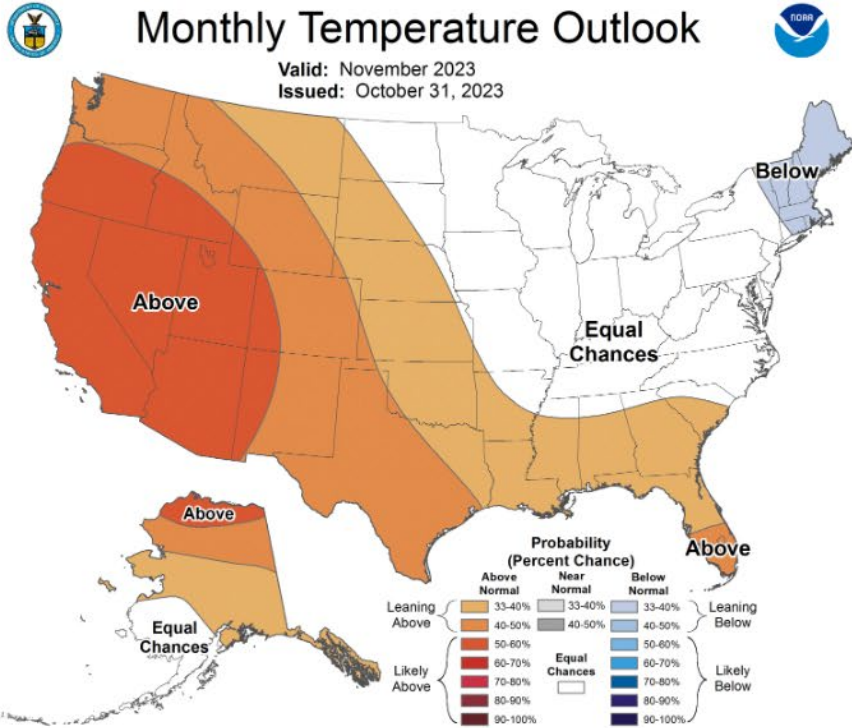 Monthly Temperature Outlook
NOAA
Valid: November 2023
Issued: October 31, 2023
Below
Above
Equal
Chances
Above
Above
Equal
Chances
Probability
(Percent Chance)
Above
Normal
Near
Normal
Below
Normal
Leaning
Above
33-40%
33-40%
33-40%
Leaning
Below
40-50%
40-50%
40-50%
Likely
Above
50-60%
60-70%
70-80%
80-90%
90-100%
Equal
Chances
50-60%
60-70%
70-80%
80-90%
90-100%
Likely
Below